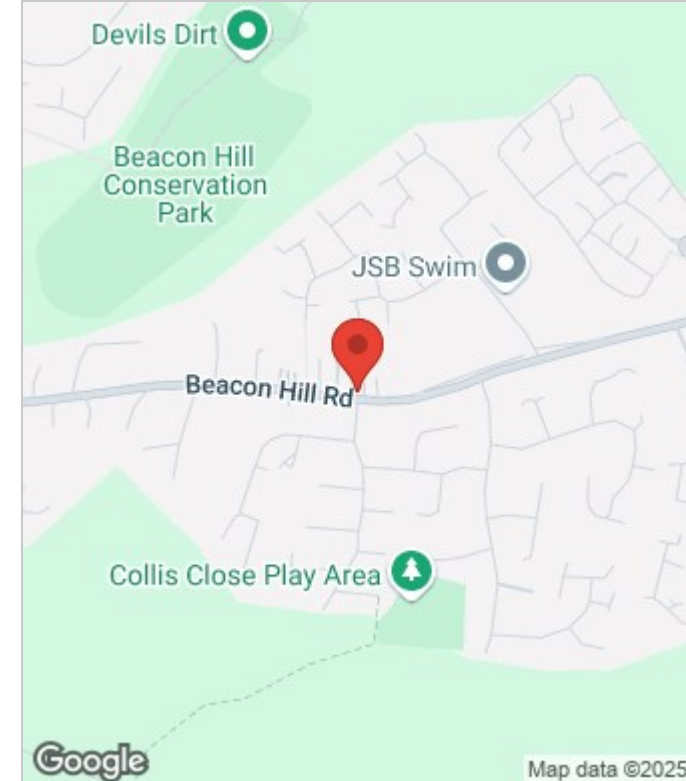 Devils Dirt
Beacon Hill
Conservation
Park
JSB Swim
Beacon Hill Rd
Collis Close Play Area
Google
Map data ©2025